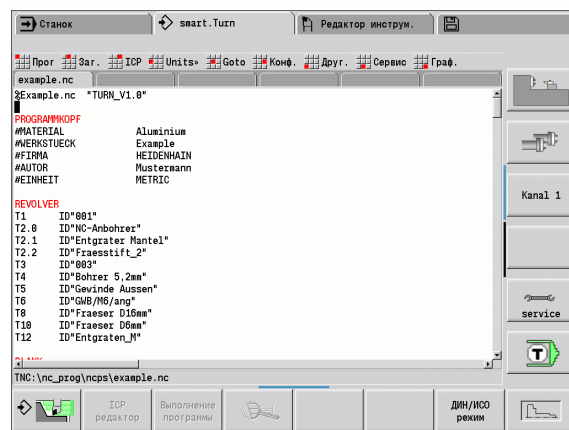 Станок smart.Turn Редактор инструм.
Прог Заг. ICP Units» Goto Конф. Друг. Сервис Граф.
example.nc
%Example.nc "TURN_V1.0"
PROGRAMMKOPF
#MATERIAL Aluminium
#WERKSTUECK Example
#FIRMA HEIDENHAIN
#AUTOR Mustermann
#EINHEIT METRIC
REVOLVER
T1 ID"001"
T2.0 ID"NC-Anbohrer"
T2.1 ID"Entgrater Mantel"
T2.2 ID"Fraesstift_2"
T3 ID"003"
T4 ID"Bohrer 5,2mm"
T5 ID"Gewinde Aussen"
T6 ID"GWB/M6/ang"
T8 ID"Fraeser D16mm"
T10 ID"Fraeser D6mm"
T12 ID"Entgraten_M"
TNC:\nc_prog\ncps\example.nc
Kanal 1
service
T
ICP
редактор
Выполнение
программы
ДИН/ИСО
режим